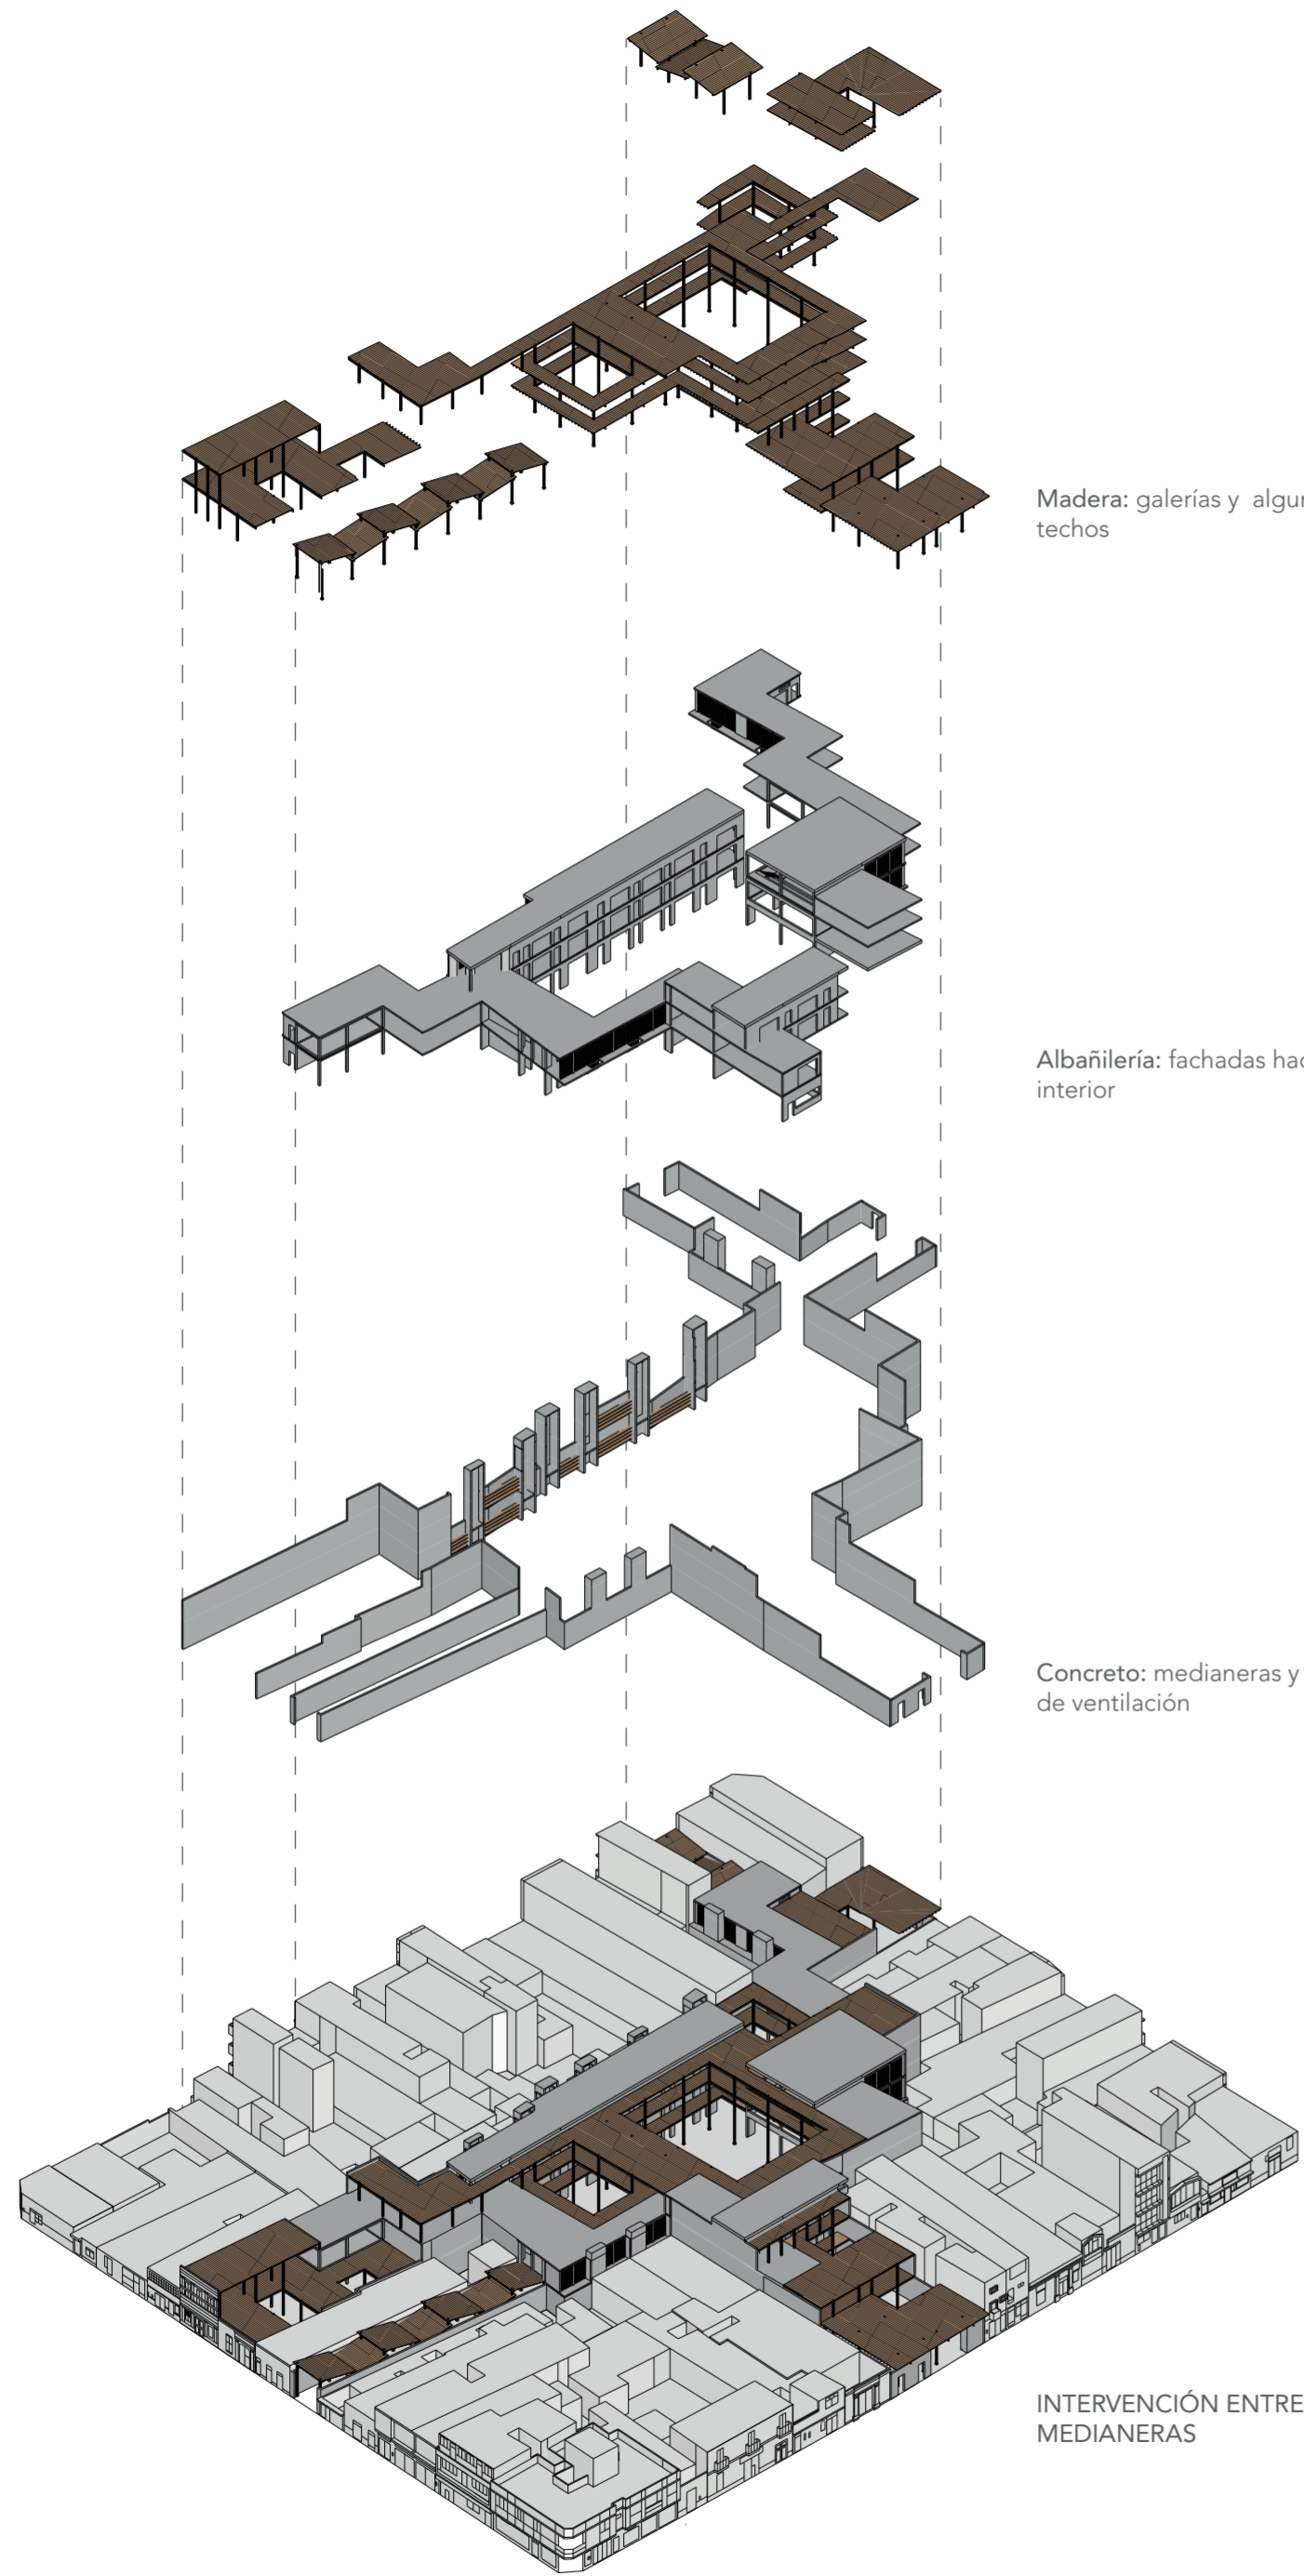 Madera: galerías y
techos
Albañilería: fachadas
interior
Concreto: medianeras y
de ventilación
INTERVENCIÓN ENTRE
MEDIANERAS